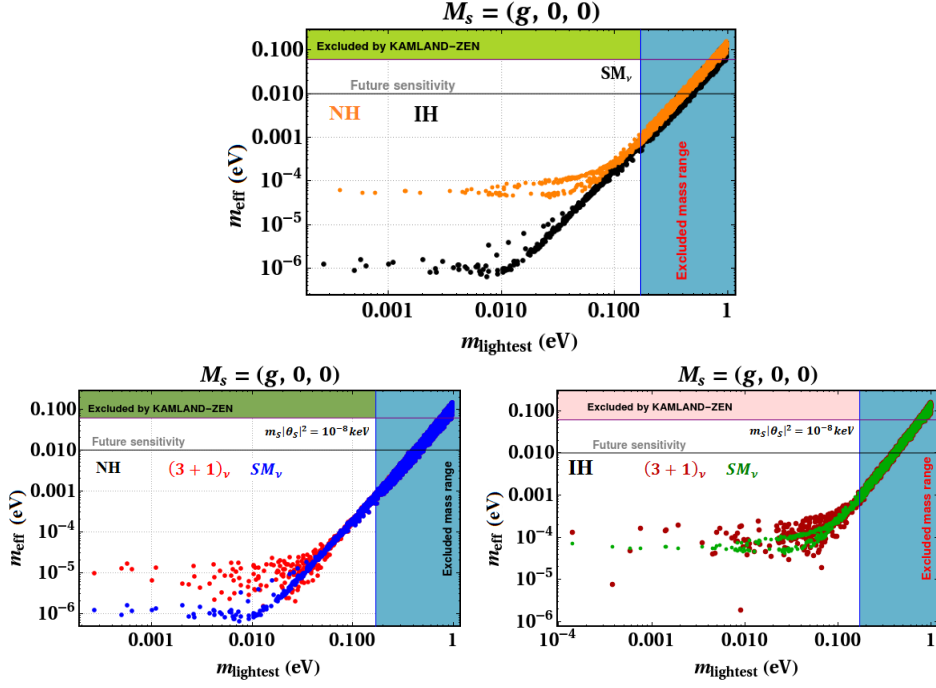 M_s = (g, 0, 0)
Excluded by KAMLAND-ZEN
SM_ν
Future sensitivity
NH
IH
Excluded mass range
0.100
0.010
0.001
10^-4
10^-5
10^-6
m_eff (eV)
0.001
0.010
0.100
1
m_lightest (eV)
M_s = (g, 0, 0)
Excluded by KAMLAND-ZEN
m_S|θ_S|^2 = 10^-8 keV
Future sensitivity
NH
(3 + 1)_ν
SM_ν
Excluded mass range
0.100
0.010
0.001
10^-4
10^-5
10^-6
m_eff (eV)
0.001
0.010
0.100
1
m_lightest (eV)
M_s = (g, 0, 0)
Excluded by KAMLAND-ZEN
m_S|θ_S|^2 = 10^-8 keV
Future sensitivity
IH
(3 + 1)_ν
SM_ν
Excluded mass range
0.100
0.010
0.001
10^-4
10^-5
10^-6
m_eff (eV)
10^-4
0.001
0.010
0.100
1
m_lightest (eV)